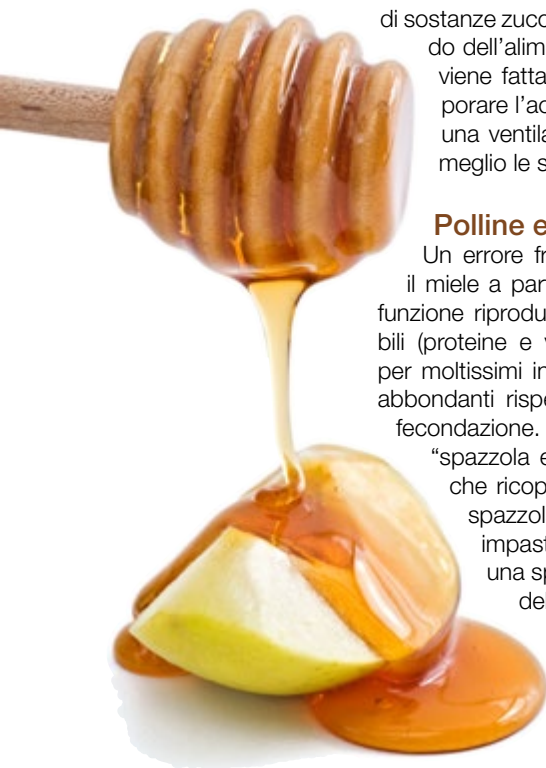 di sostanze zucc
do dell’alim
viene fatta
porare l’ac
una ventila
meglio le s
Polline e
Un errore fr
il miele a par
funzione riprodu
bili (proteine e v
per moltissimi in
abbondanti rispe
fecondazione.
“spazzola e
che ricop
spazzol
impast
una sp
del